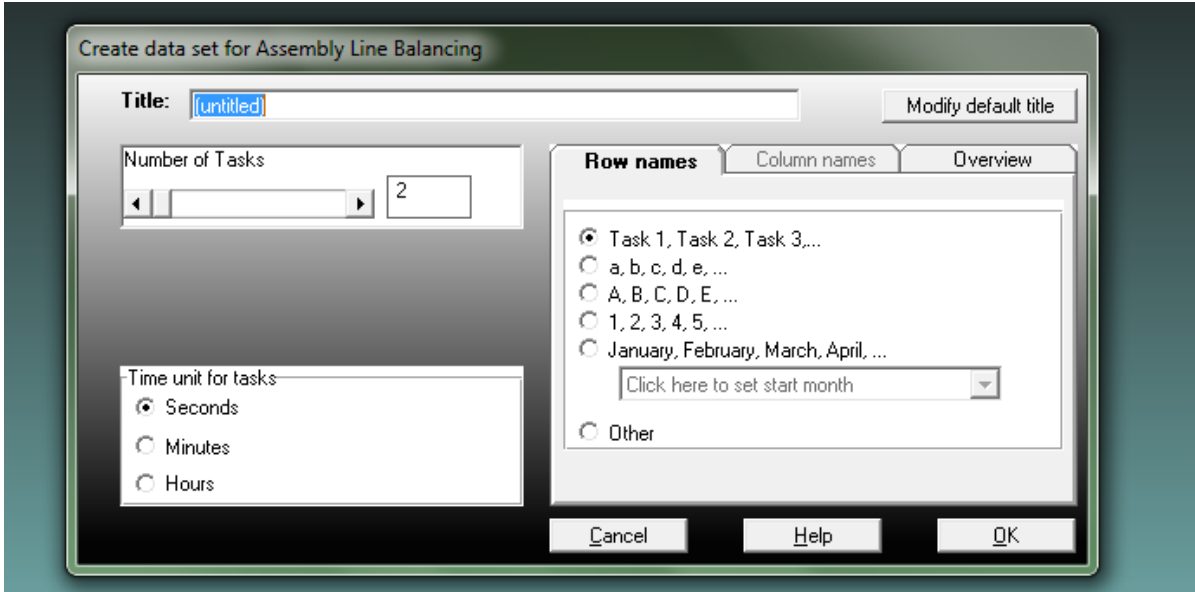 Create data set for Assembly Line Balancing
Title: (untitled)
Modify default title
Number of Tasks
2
Row names
Column names
Overview
Task 1, Task 2, Task 3,...
a, b, c, d, e, ...
A, B, C, D, E, ...
1, 2, 3, 4, 5, ...
January, February, March, April, ...
Click here to set start month
Other
Time unit for tasks
Seconds
Minutes
Hours
Cancel
Help
OK